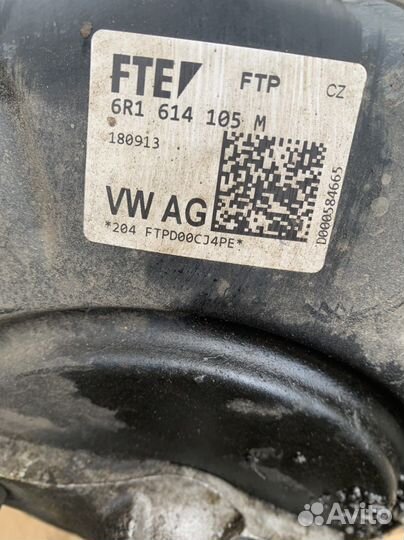 FTE FTP CZ
6R1 614 105 M
180913
VW AG
*204 FTPD00CJ4PE*
D000584665
Avito